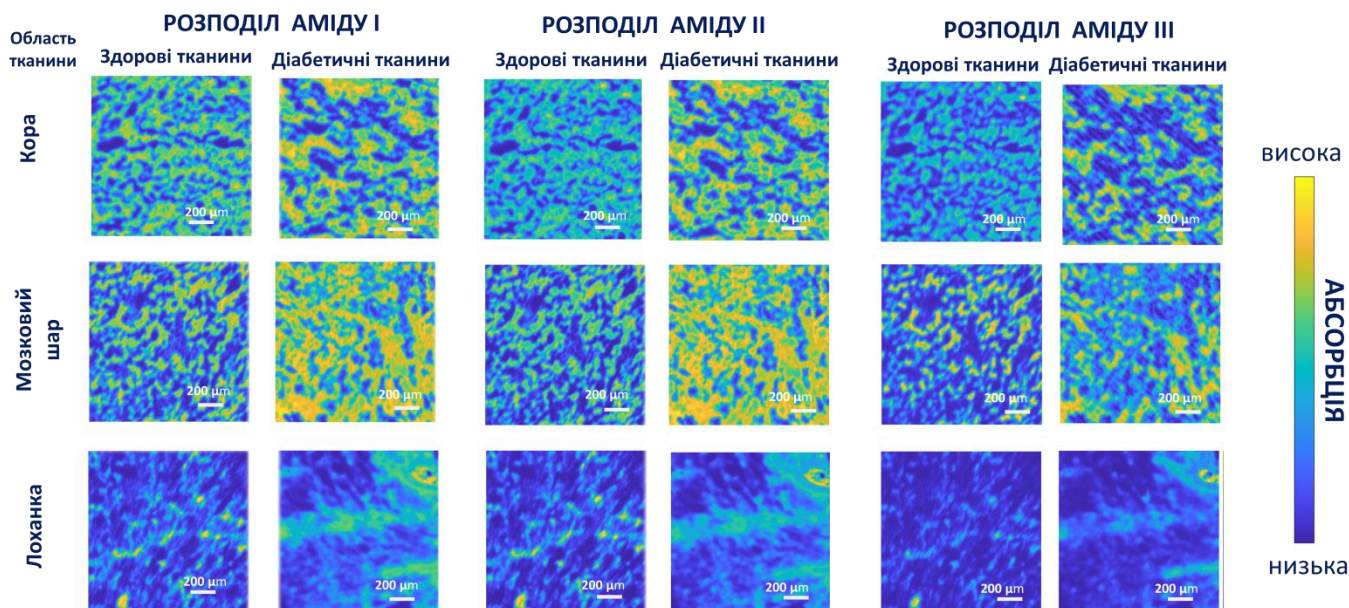 РОЗПОДІЛ АМІДУ I
РОЗПОДІЛ АМІДУ II
РОЗПОДІЛ АМІДУ III
Область
тканини
Здорові тканини
Діабетичні тканини
Здорові тканини
Діабетичні тканини
Здорові тканини
Діабетичні тканини
Кора
200 µm
200 µm
200 µm
200 µm
200 µm
200 µm
Мозковий
шар
200 µm
200 µm
200 µm
200 µm
200 µm
200 µm
Лоханка
200 µm
200 µm
200 µm
200 µm
200 µm
200 µm
висока
АБСОРБЦІЯ
низька